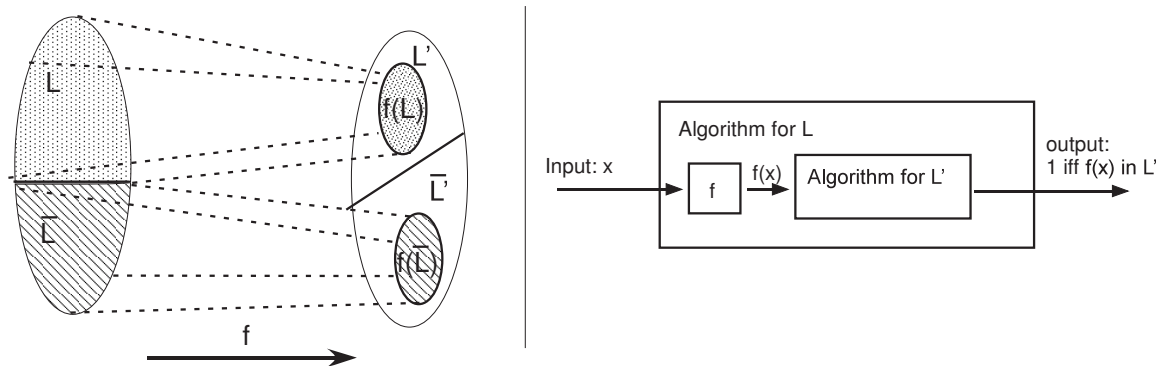 L
L'
f(L)
L̅
L̅'
f(L̅)
f
Algorithm for L
Input: x
f
f(x)
Algorithm for L'
output:
1 iff f(x) in L'